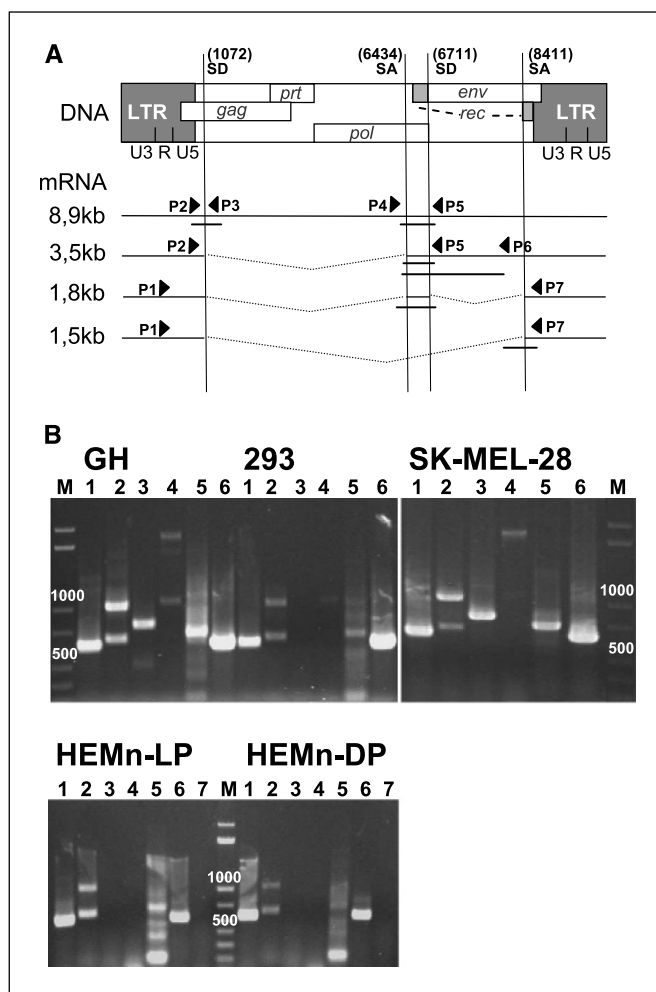 A
(1072) (6434) (6711) (8411)
SD SA SD SA
DNA LTR gag prt pol env rec LTR
U3 R U5 U3 R U5
mRNA
8,9kb P2 P3 P4 P5
3,5kb P2 P5 P6
1,8kb P1 P7
1,5kb P1 P7
B
GH 293 SK-MEL-28
M 1 2 3 4 5 6 1 2 3 4 5 6 1 2 3 4 5 6 M
1000 1000
500 500
HEMn-LP HEMn-DP
1 2 3 4 5 6 7 M 1 2 3 4 5 6 7
1000
500